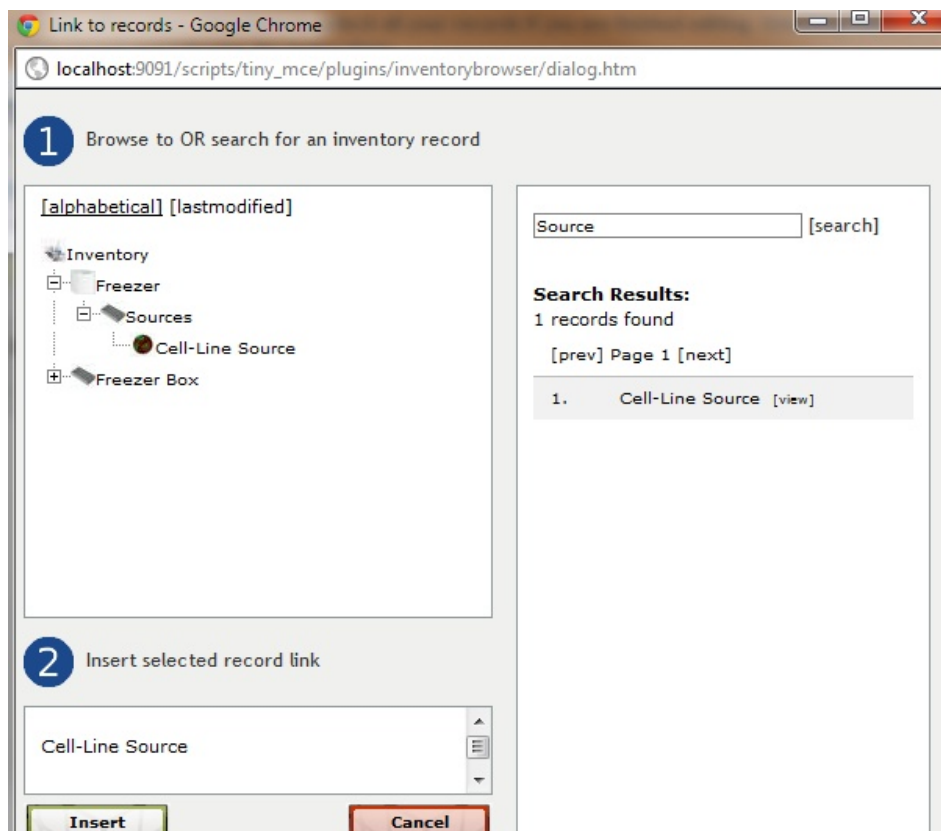 Link to records - Google Chrome
localhost:9091/scripts/tiny_mce/plugins/inventorybrowser/dialog.htm
1 Browse to OR search for an inventory record
[alphabetical] [lastmodified]
Inventory
Freezer
Sources
Cell-Line Source
Freezer Box
Source [search]
Search Results:
1 records found
[prev] Page 1 [next]
1. Cell-Line Source [view]
2 Insert selected record link
Cell-Line Source
Insert Cancel